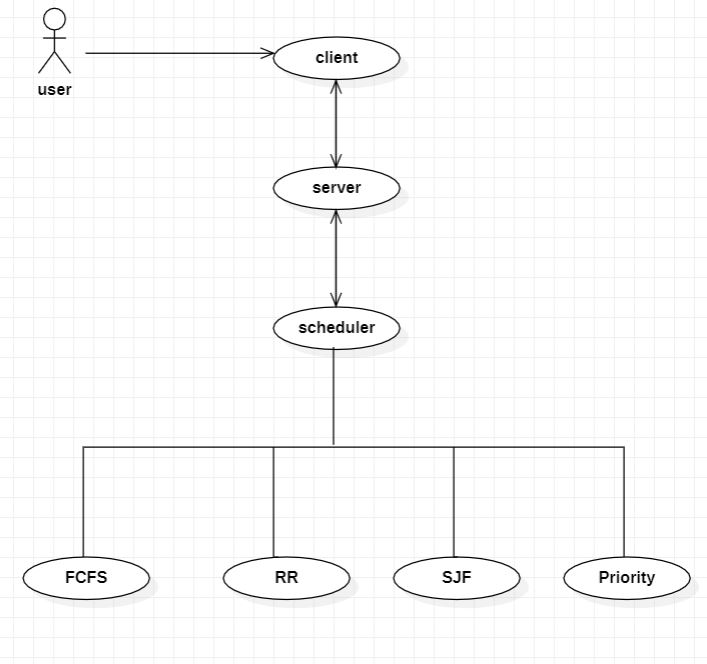 client
user
server
scheduler
FCFS
RR
SJF
Priority